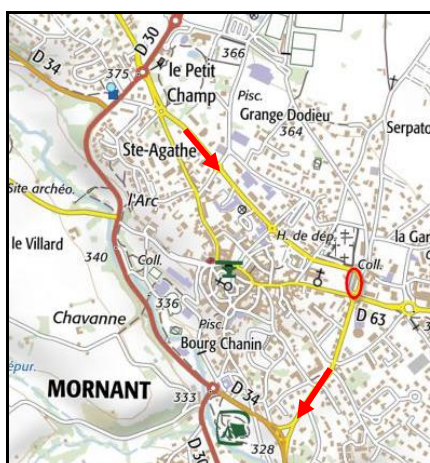 D 30
D 34
366
375
le Petit
Champ
Pisc.
Grange Dodieu
364
Serpato
Ste-Agathe
Site archéo.
l'Arc
H. de dép.
la Gar
Coll.
le Villard
340
Coll.
336
D 63
Chavanne
Pisc.
Bourg Chanin
MORNANT
333
D 34
328
D 30